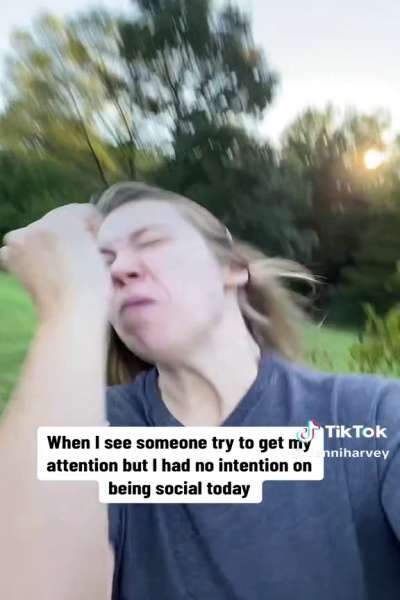 When I see someone try to get my
attention but I had no intention on
being social today
TikTok